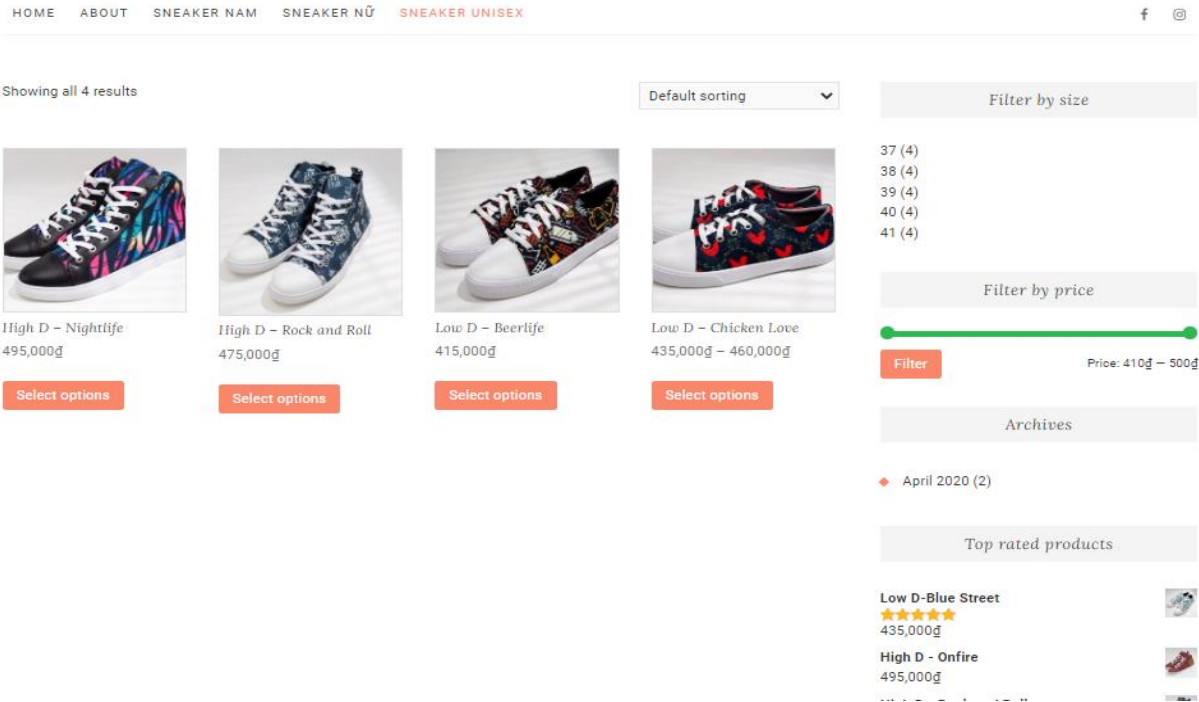 HOME ABOUT SNEAKER NAM SNEAKER NỮ SNEAKER UNISEX
Showing all 4 results
Default sorting
High D – Nightlife
495,000₫
Select options
High D – Rock and Roll
475,000₫
Select options
Low D – Beerlife
415,000₫
Select options
Low D – Chicken Love
435,000₫ – 460,000₫
Select options
Filter by size
37 (4)
38 (4)
39 (4)
40 (4)
41 (4)
Filter by price
Filter
Price: 410₫ — 500₫
Archives
April 2020 (2)
Top rated products
Low D-Blue Street
435,000₫
High D - Onfire
495,000₫